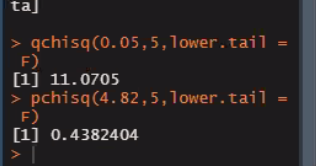 ta]
> qchisq(0.05,5,lower.tail =
F)
[1] 11.0705
> pchisq(4.82,5,lower.tail =
F)
[1] 0.4382404
>